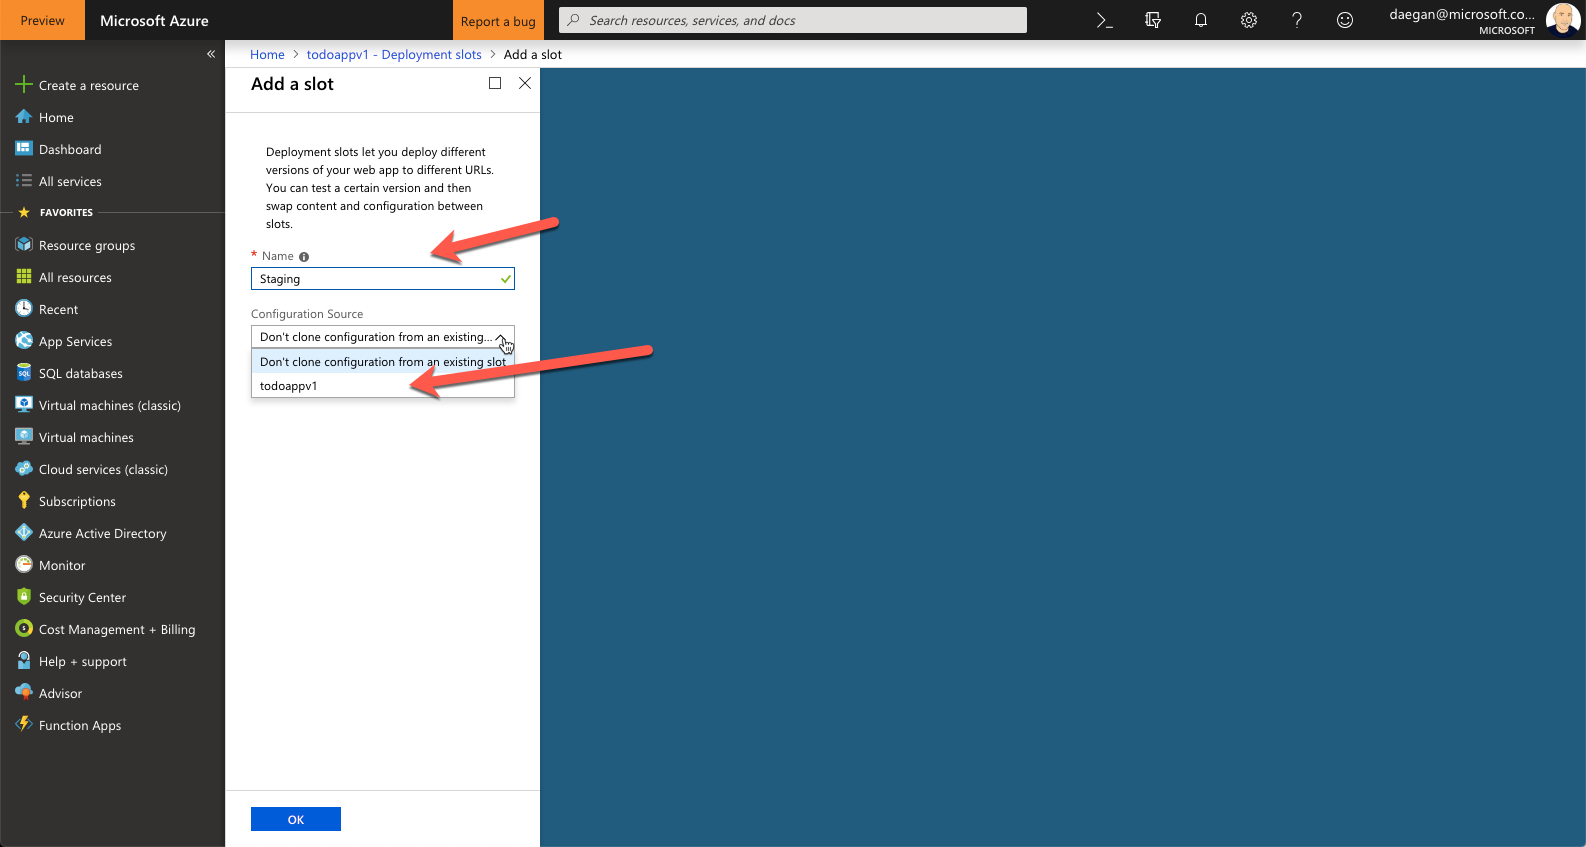 Preview
Microsoft Azure
Report a bug
Search resources, services, and docs
daegan@microsoft.co...
MICROSOFT
Home > todoappv1 - Deployment slots > Add a slot
Create a resource
Home
Dashboard
All services
FAVORITES
Resource groups
All resources
Recent
App Services
SQL databases
Virtual machines (classic)
Virtual machines
Cloud services (classic)
Subscriptions
Azure Active Directory
Monitor
Security Center
Cost Management + Billing
Help + support
Advisor
Function Apps
Add a slot
Deployment slots let you deploy different
versions of your web app to different URLs.
You can test a certain version and then
swap content and configuration between
slots.
* Name
Staging
Configuration Source
Don't clone configuration from an existing...
Don't clone configuration from an existing slot
todoappv1
OK